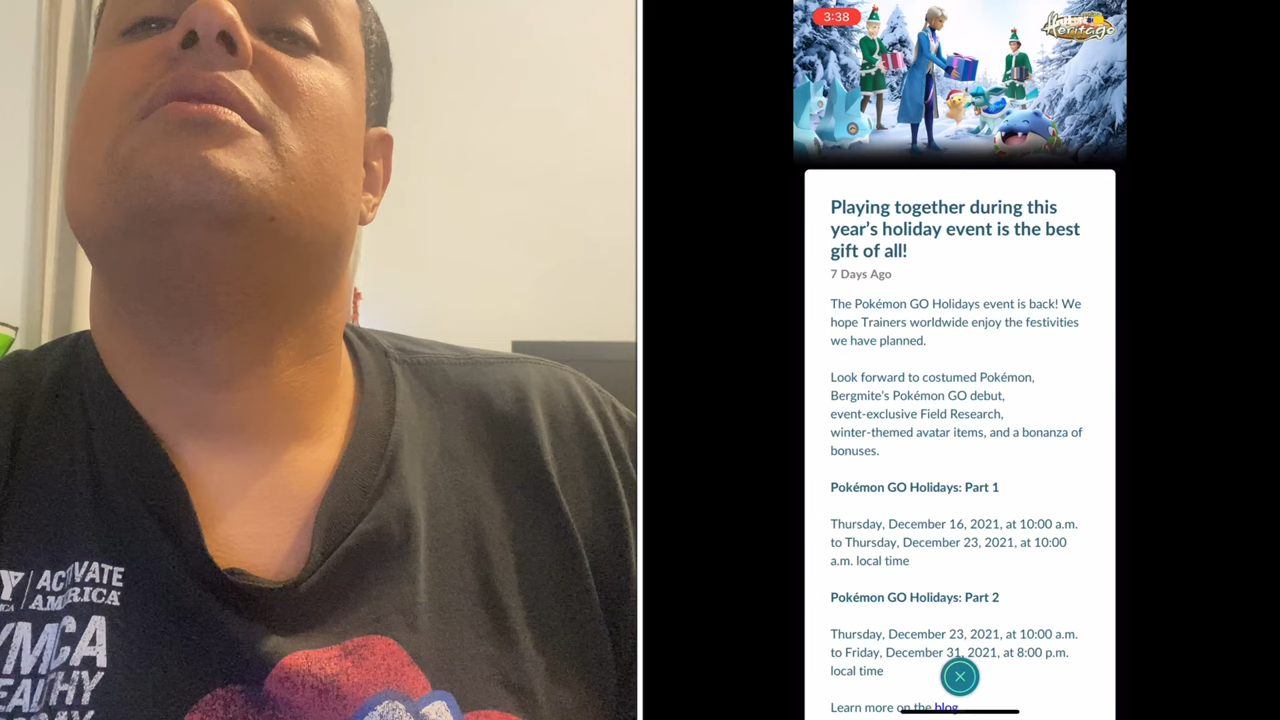 ACTIVATE
AMERICA
YMCA
3:38
Heritage
Playing together during this
year's holiday event is the best
gift of all!
7 Days Ago
The Pokémon GO Holidays event is back! We
hope Trainers worldwide enjoy the festivities
we have planned.
Look forward to costumed Pokémon,
Bergmite's Pokémon GO debut,
event-exclusive Field Research,
winter-themed avatar items, and a bonanza of
bonuses.
Pokémon GO Holidays: Part 1
Thursday, December 16, 2021, at 10:00 a.m.
to Thursday, December 23, 2021, at 10:00
a.m. local time
Pokémon GO Holidays: Part 2
Thursday, December 23, 2021, at 10:00 a.m.
to Friday, December 31, 2021, at 8:00 p.m.
local time
Learn more on the blog